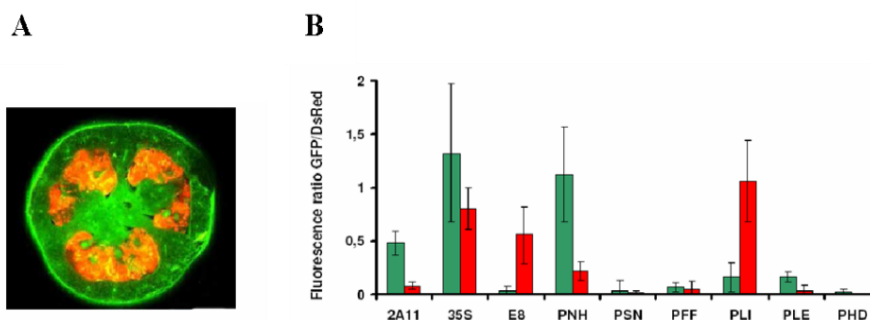 A
B
Fluorescence ratio GFP/DsRed
2
1,5
1
0,5
0
2A11 35S E8 PNH PSN PFF PLI PLE PHD